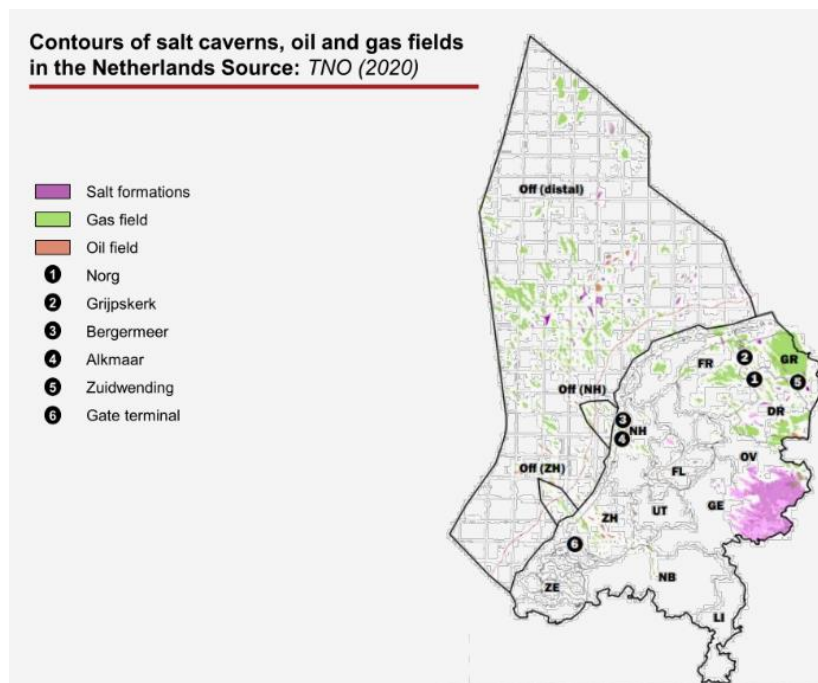 Contours of salt caverns, oil and gas fields
in the Netherlands Source: TNO (2020)
Salt formations
Gas field
Oil field
1 Norg
2 Grijpskerk
3 Bergermeer
4 Alkmaar
5 Zuidwending
6 Gate terminal
Off (distal)
FR
2
GR
1
5
Off (NH)
DR
3
NH
4
OV
Off (ZH)
FL
GE
UT
ZH
6
NB
ZE
LI